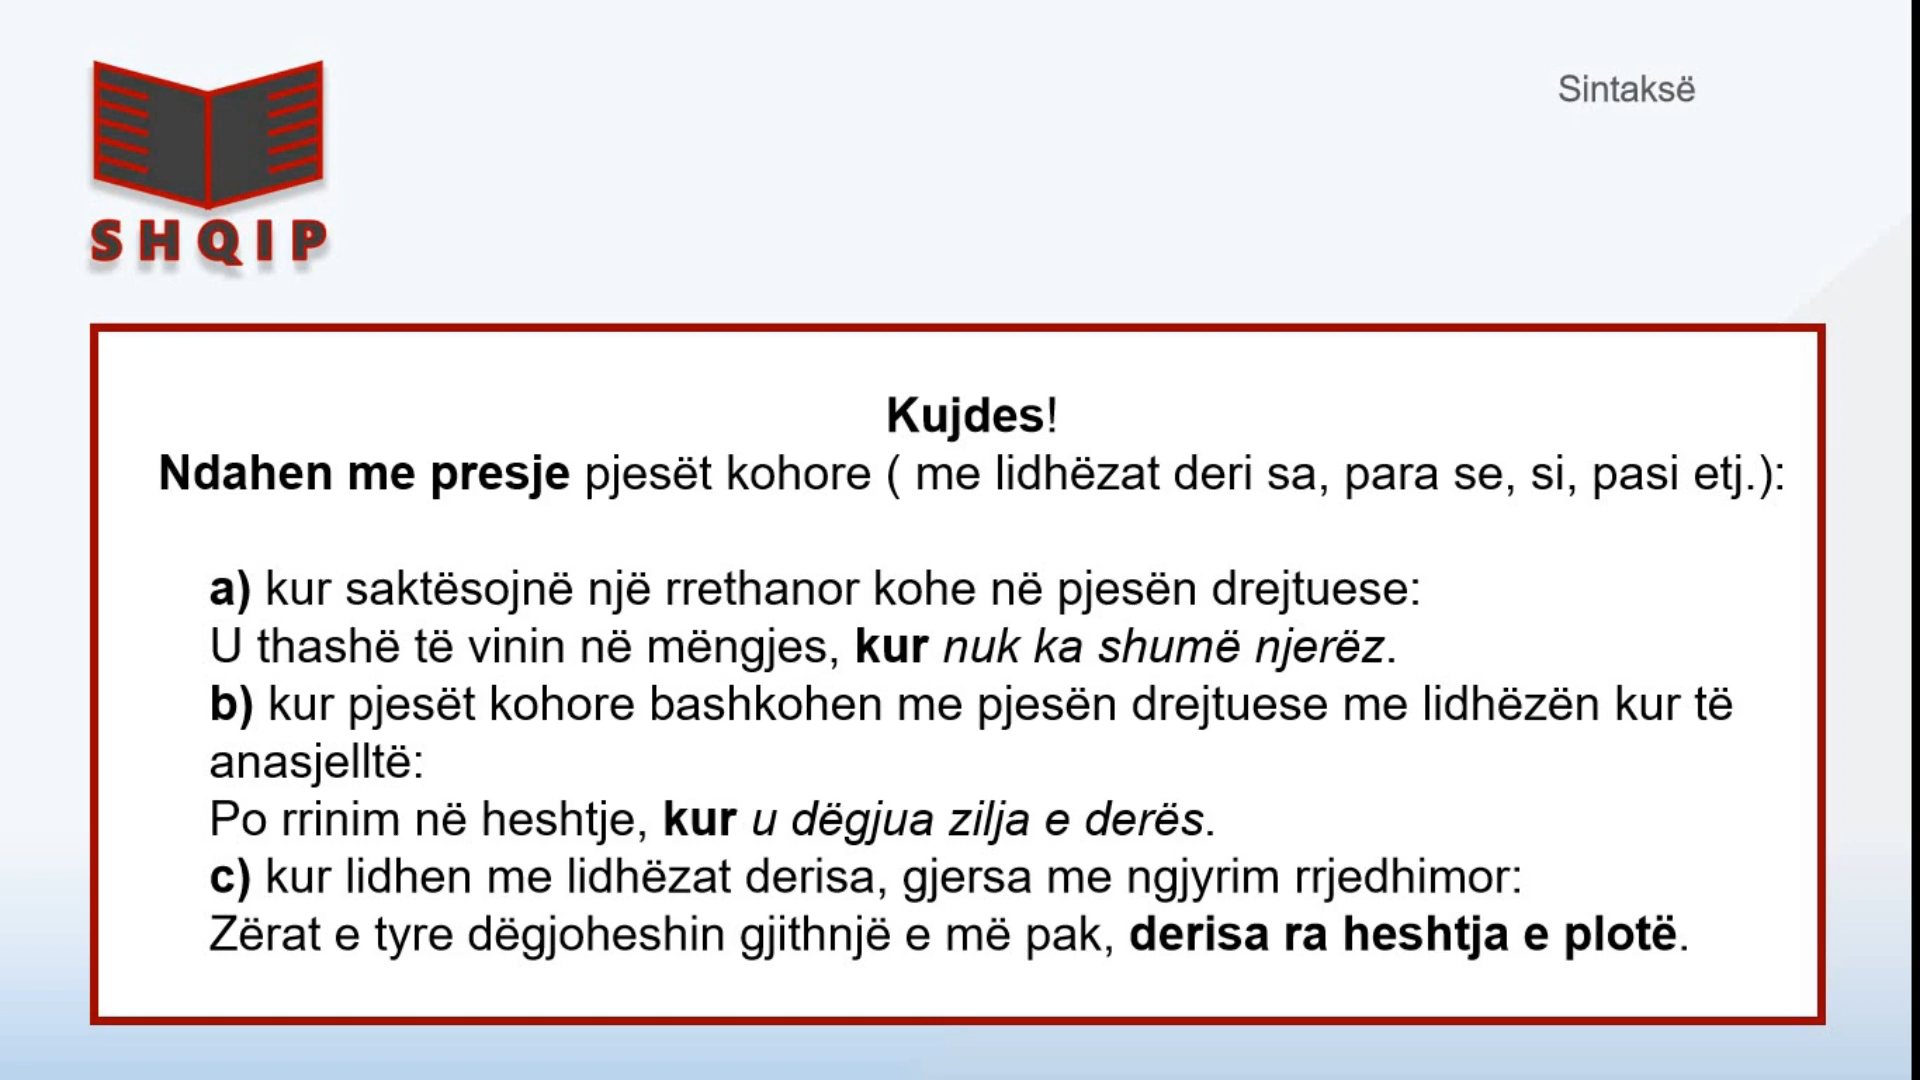 SHQIP
Sintaksë
Kujdes!
Ndahen me presje pjesët kohore ( me lidhëzat deri sa, para se, si, pasi etj.):
a) kur saktësojnë një rrethanor kohe në pjesën drejtuese:
U thashë të vinin në mëngjes, kur nuk ka shumë njerëz.
b) kur pjesët kohore bashkohen me pjesën drejtuese me lidhëzën kur të
anasjelltë:
Po rrinim në heshtje, kur u dëgjua zilja e derës.
c) kur lidhen me lidhëzat derisa, gjersa me ngjyrim rrjedhimor:
Zërat e tyre dëgjoheshin gjithnjë e më pak, derisa ra heshtja e plotë.